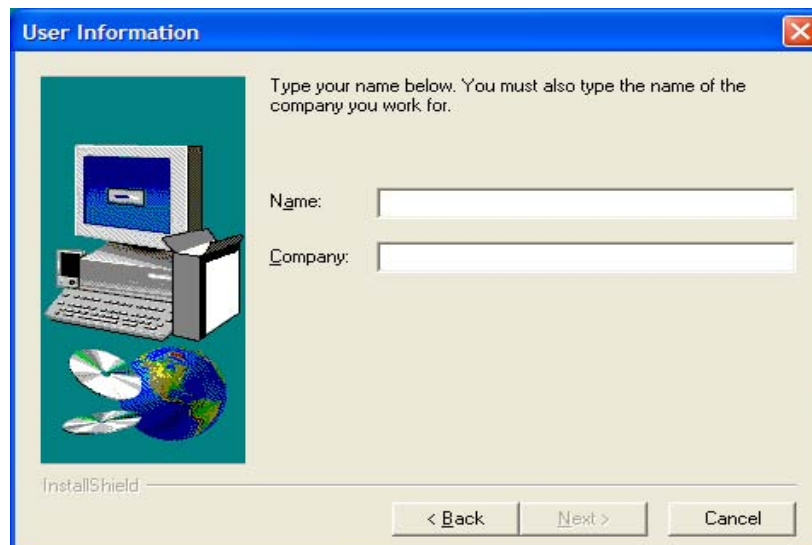 User Information
Type your name below. You must also type the name of the
company you work for.
Name:
Company:
InstallShield
< Back
Next >
Cancel